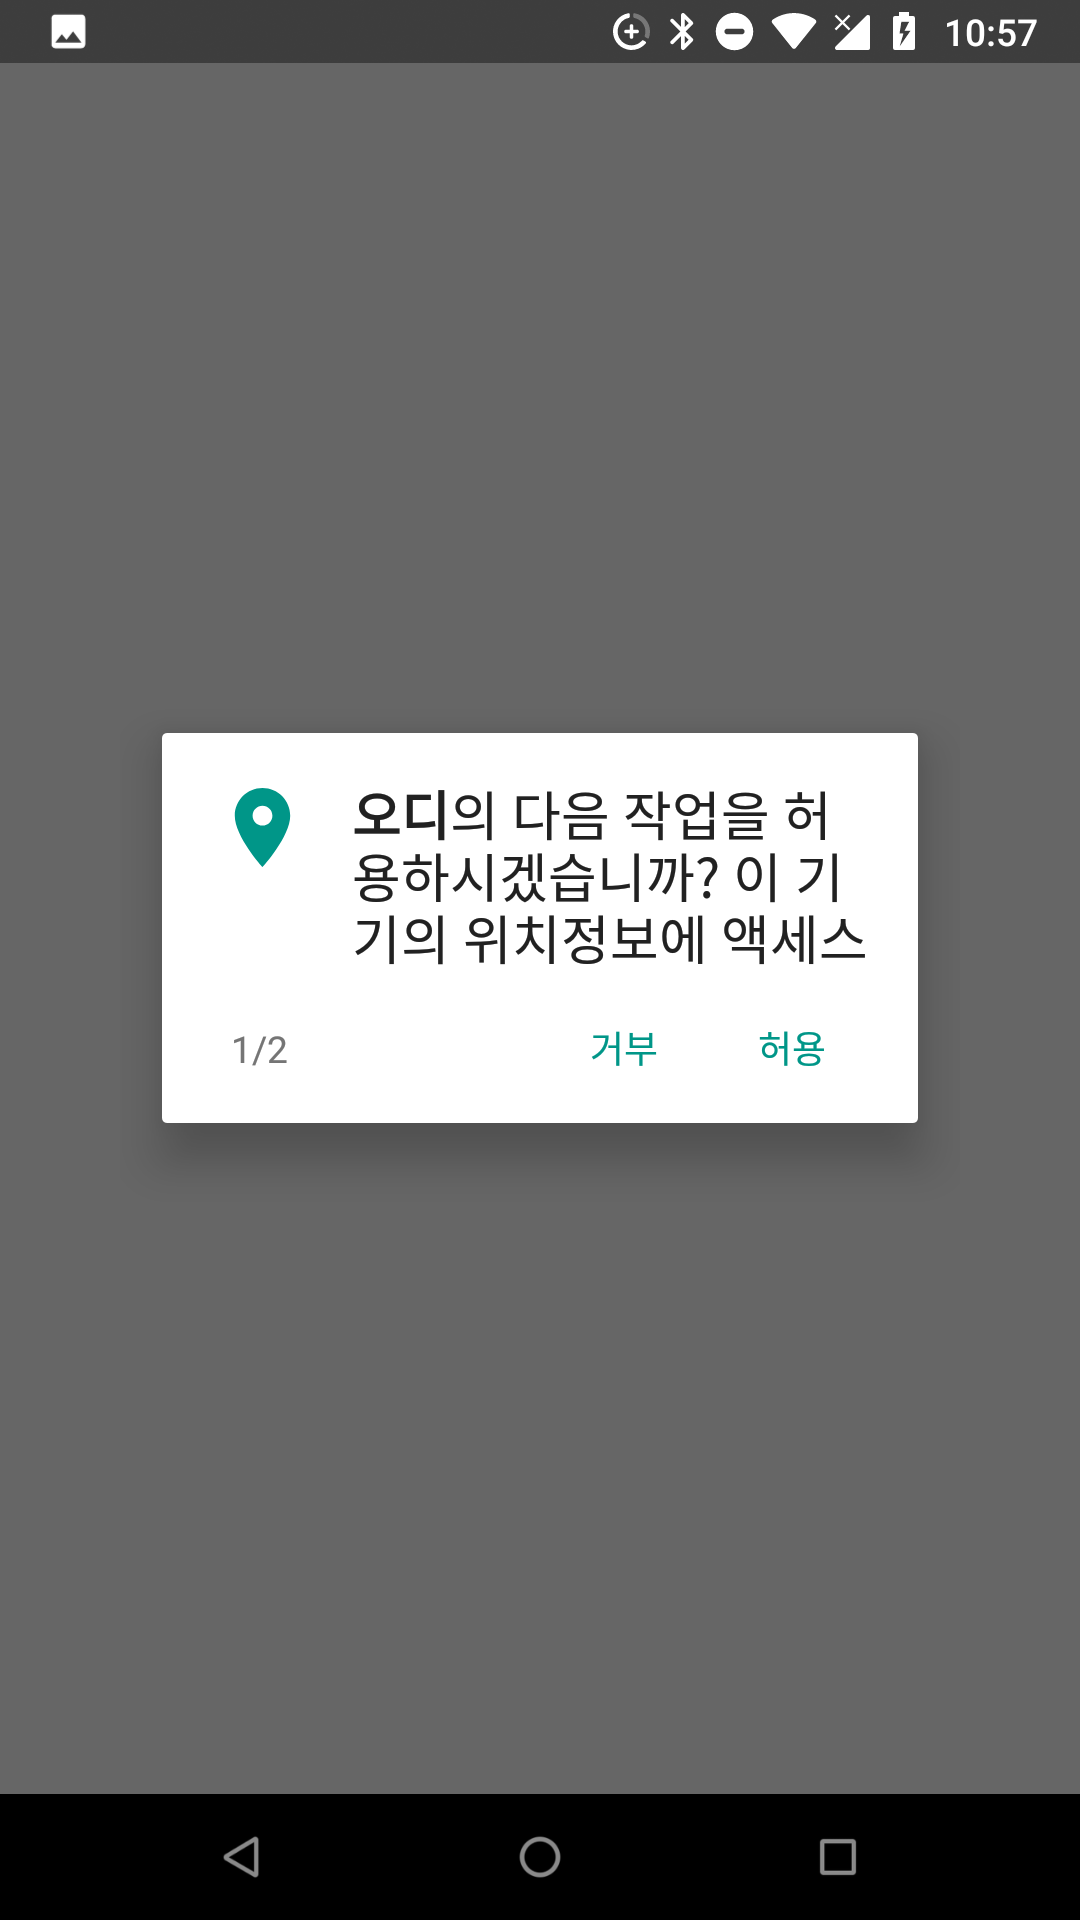 10:57
오디의 다음 작업을 허
용하시겠습니까? 이 기
기의 위치정보에 액세스
1/2
거부
허용